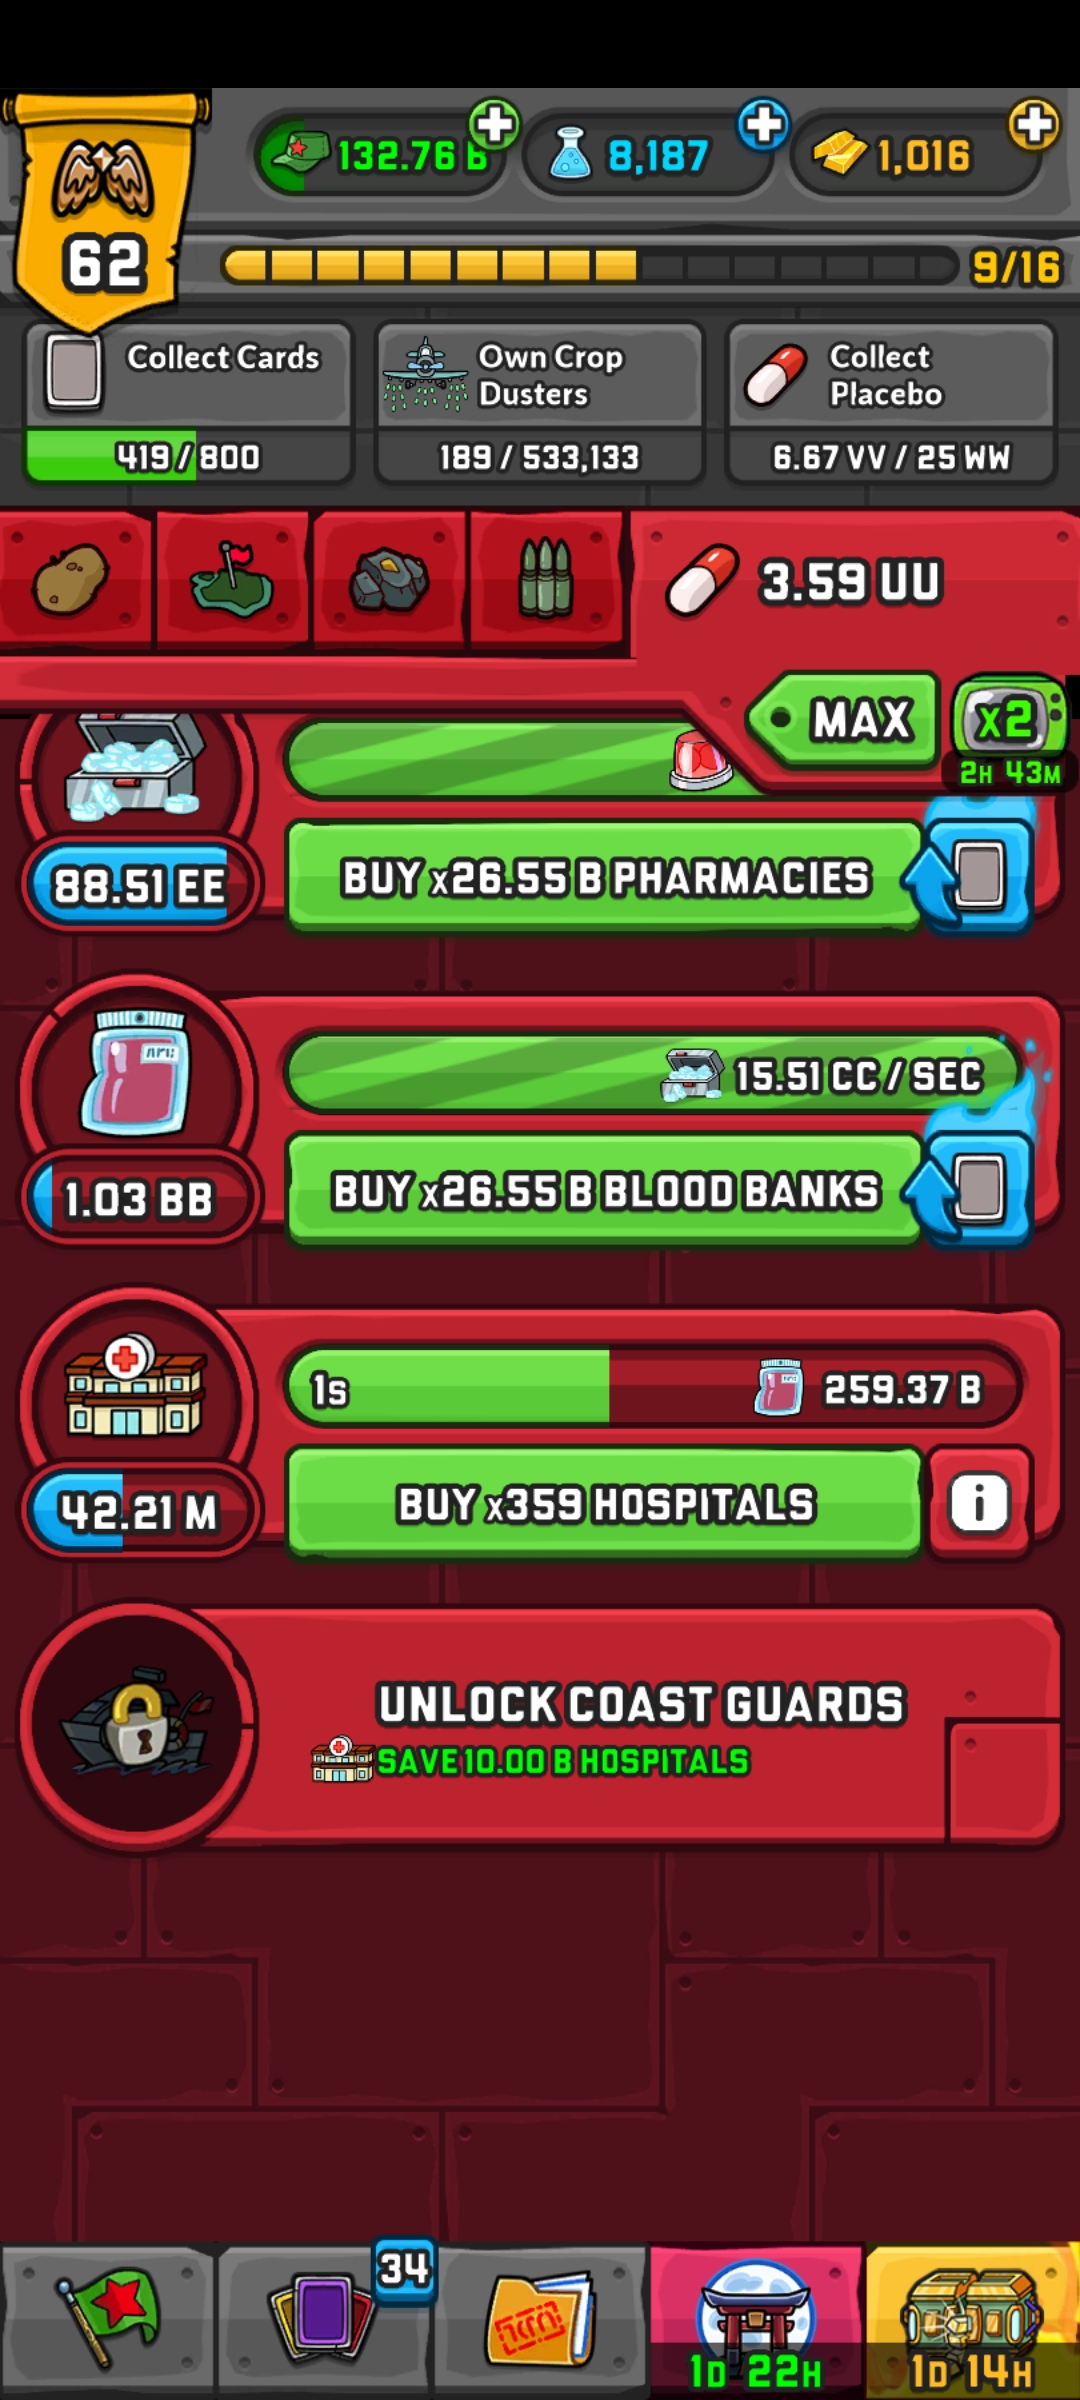 132.76 B
8,187
1,016
62
9/16
Collect Cards
419 / 800
Own Crop
Dusters
189 / 533,133
Collect
Placebo
6.67 VV / 25 WW
3.59 UU
MAX
x2
2H 43M
88.51 EE
BUY x26.55 B PHARMACIES
15.51 CC / SEC
1.03 BB
BUY x26.55 B BLOOD BANKS
1s
259.37 B
42.21 M
BUY x359 HOSPITALS
i
UNLOCK COAST GUARDS
SAVE 10.00 B HOSPITALS
34
1D 22H
1D 14H